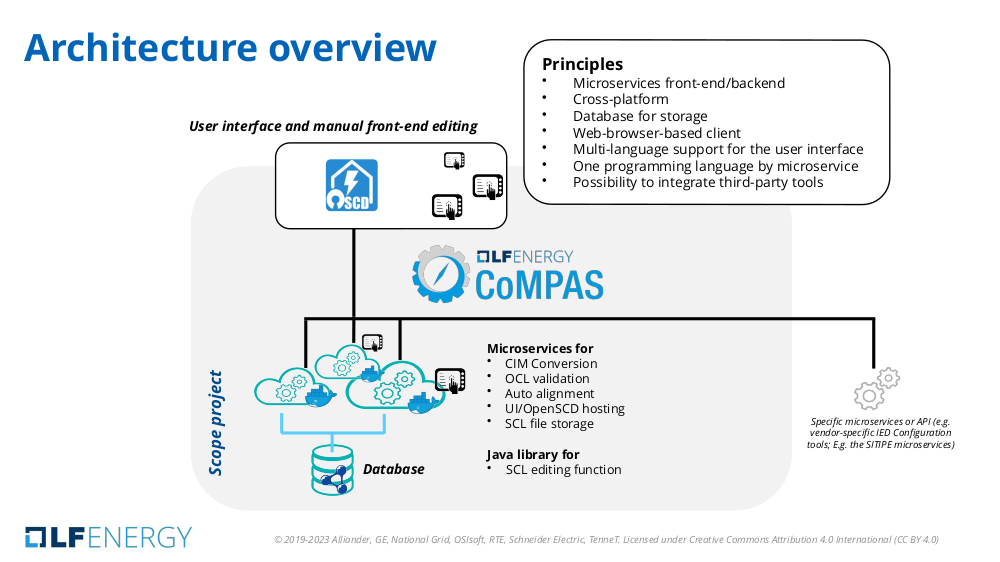 Architecture overview
Principles
• Microservices front-end/backend
• Cross-platform
• Database for storage
• Web-browser-based client
• Multi-language support for the user interface
• One programming language by microservice
• Possibility to integrate third-party tools
User interface and manual front-end editing
SCD
LFENERGY
CoMPAS
Scope project
Microservices for
• CIM Conversion
• OCL validation
• Auto alignment
• UI/OpenSCD hosting
• SCL file storage
Java library for
• SCL editing function
Database
Specific microservices or API (e.g.
vendor-specific IED Configuration
tools; E.g. the SITIPE microservices)
LFENERGY
© 2019-2023 Alliander, GE, National Grid, OSIsoft, RTE, Schneider Electric, TenneT. Licensed under Creative Commons Attribution 4.0 International (CC BY 4.0)